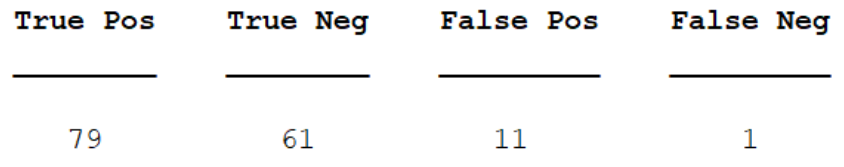 True Pos True Neg False Pos False Neg
79 61 11 1